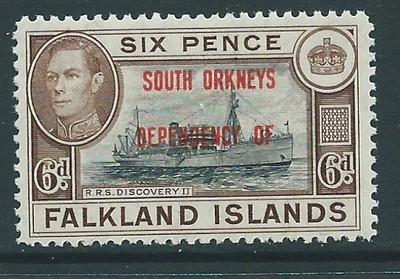 SIX PENCE
SOUTH ORKNEYS
DEPENDENCY OF
6d. 6d.
R.R.S. DISCOVERY II
FALKLAND ISLANDS